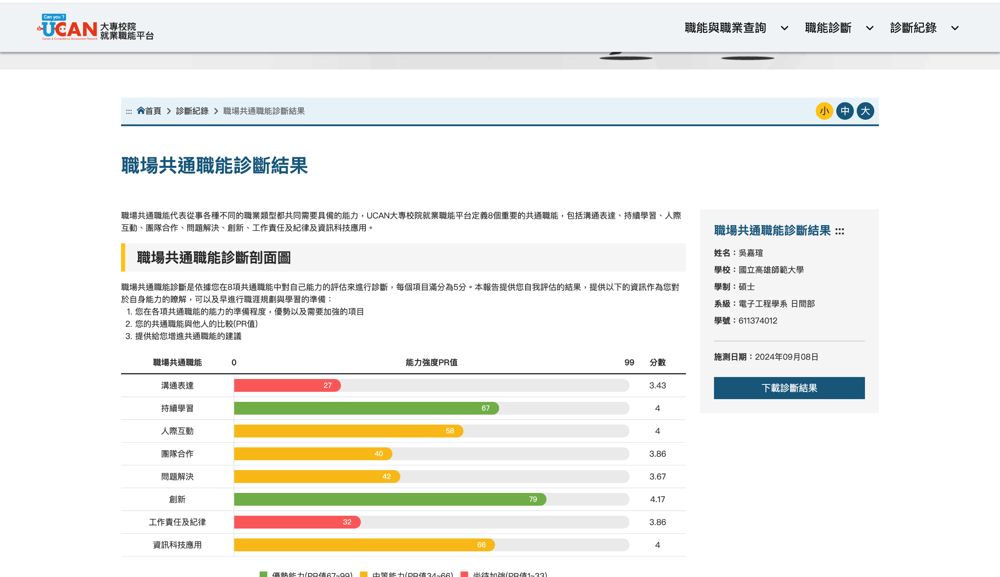 Can you ?
UCAN
Career & Competency Assessment Network
大專校院
就業職能平台
職能與職業查詢
職能診斷
診斷紀錄
::: 首頁 > 診斷紀錄 > 職場共通職能診斷結果
小 中 大
職場共通職能診斷結果
職場共通職能代表從事各種不同的職業類型都共同需要具備的能力，UCAN大專校院就業職能平台定義8個重要的共通職能，包括溝通表達、持續學習、人際
互動、團隊合作、問題解決、創新、工作責任及紀律及資訊科技應用。
職場共通職能診斷剖面圖
職場共通職能診斷是依據您在8項共通職能中對自己能力的評估來進行診斷，每個項目滿分為5分。本報告提供您自我評估的結果，提供以下的資訊作為您對
於自身能力的瞭解，可以及早進行職涯規劃與學習的準備：
1. 您在各項共通職能的能力的準備程度，優勢以及需要加強的項目
2. 您的共通職能與他人的比較(PR值)
3. 提供給您增進共通職能的建議
職場共通職能 0 能力強度PR值 99 分數
溝通表達 27 3.43
持續學習 67 4
人際互動 58 4
團隊合作 40 3.86
問題解決 42 3.67
創新 79 4.17
工作責任及紀律 32 3.86
資訊科技應用 66 4
優勢能力(PR值67~99) 中等能力(PR值34~66) 尚待加強(PR值1~33)
職場共通職能診斷結果 :::
姓名：吳嘉瑄
學校：國立高雄師範大學
學制：碩士
系級：電子工程學系 日間部
學號：611374012
施測日期：2024年09月08日
下載診斷結果